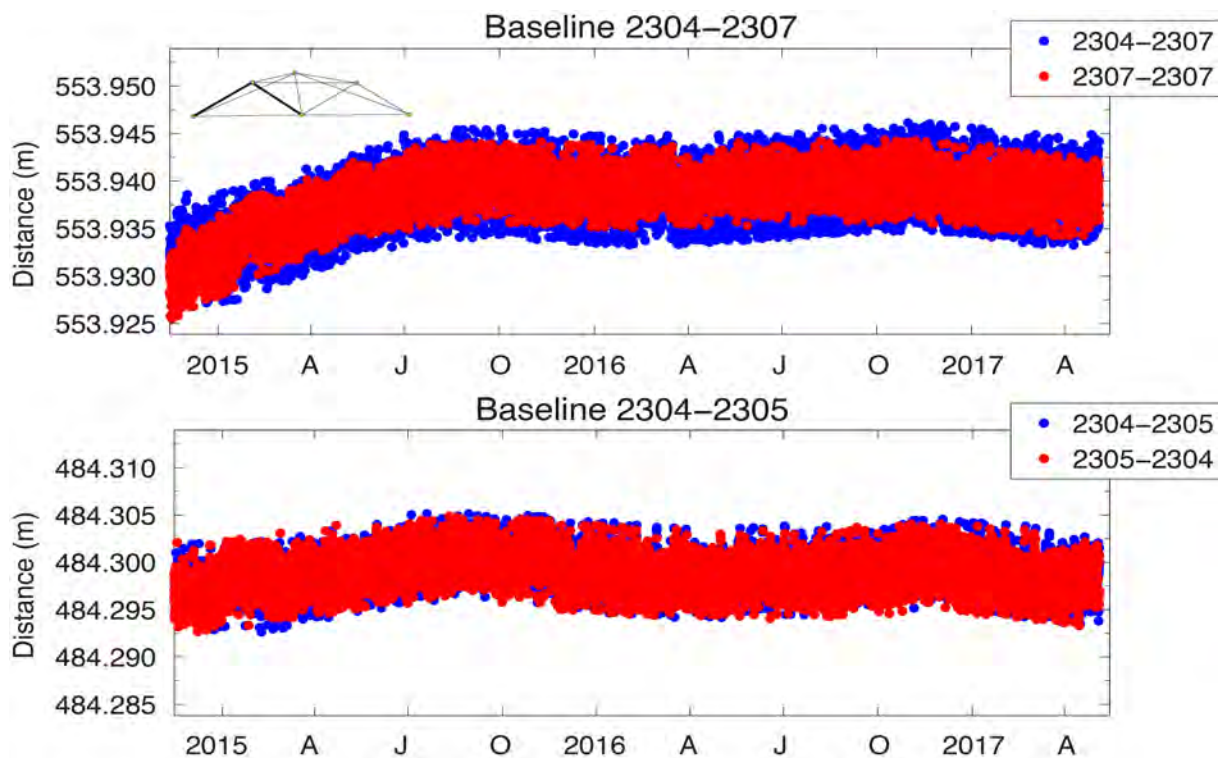 Baseline 2304–2307
2304–2307
2307–2307
553.950
553.945
553.940
553.935
553.930
553.925
Distance (m)
2015 A J O 2016 A J O 2017 A
Baseline 2304–2305
2304–2305
2305–2304
484.310
484.305
484.300
484.295
484.290
484.285
Distance (m)
2015 A J O 2016 A J O 2017 A